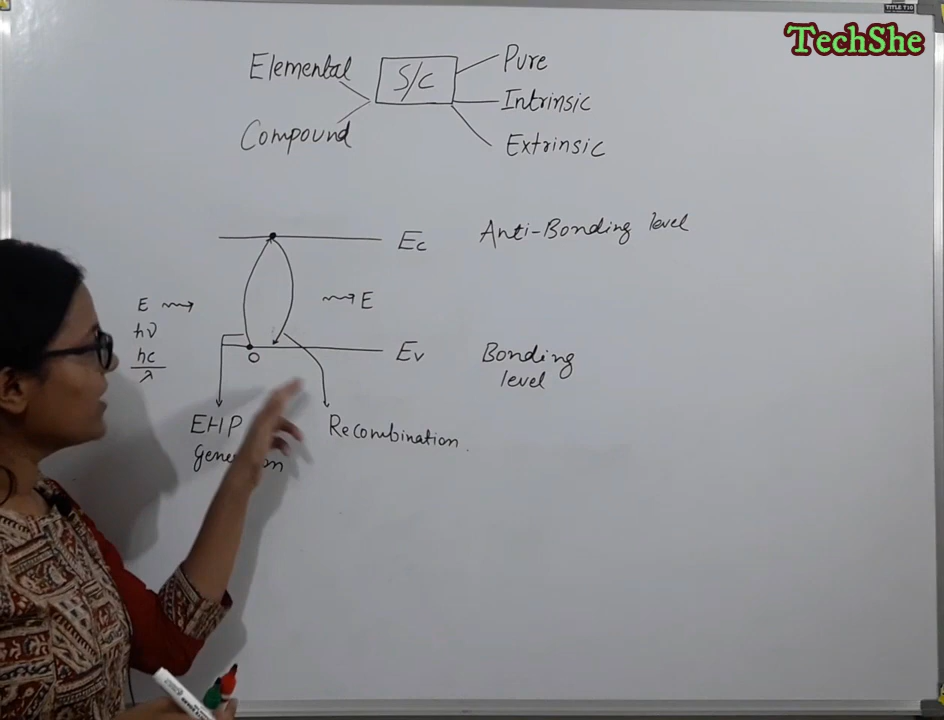 TechShe
Elemental
S/C
Pure
Intrinsic
Compound
Extrinsic
Ec
Anti-Bonding level
E
hν
hc
λ
E
O
Ev
Bonding
level
EHP
Recombination.